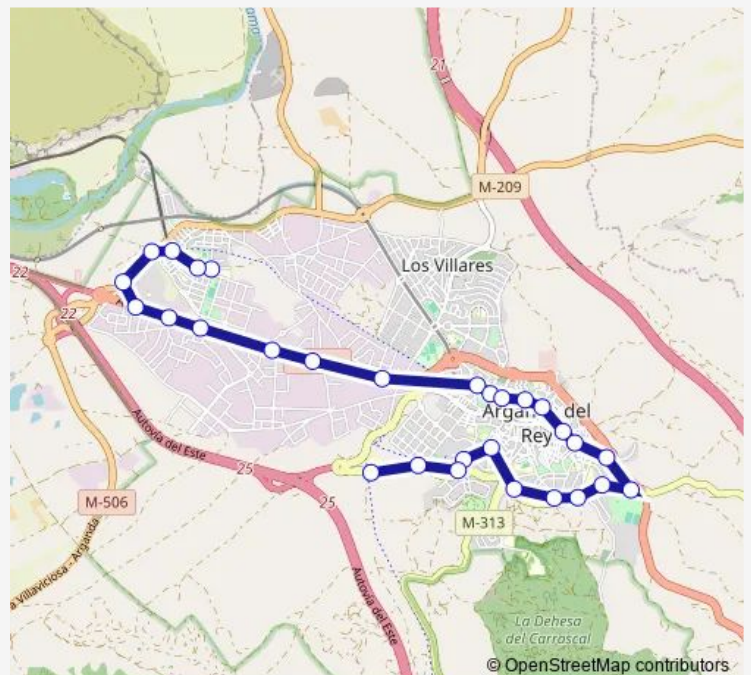 21
M-209
Los Villares
22
22
Argan del
Rey
Autovía del Este
25
25
M-506
M-313
a Villaviciosa - Arganda
Autovía del Este
La Dehesa
del Carrascal
© OpenStreetMap contributors